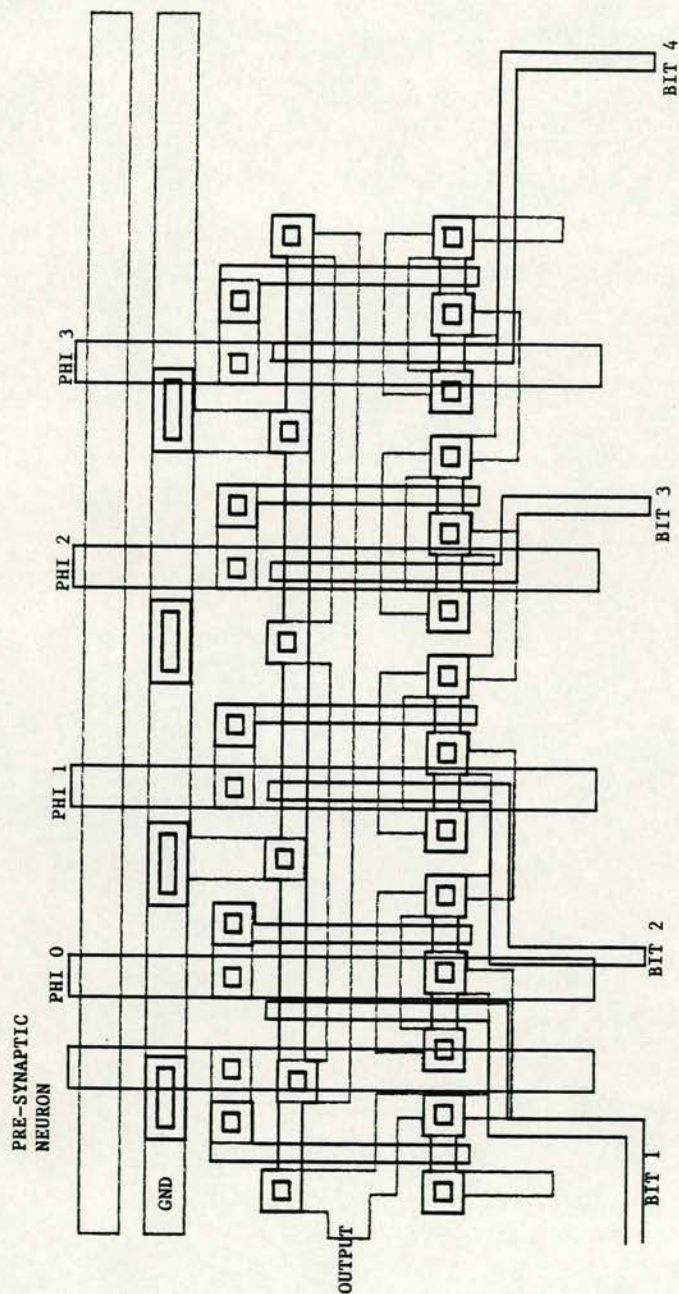 PRE-SYNAPTIC
NEURON
PHI 0
PHI 1
PHI 2
PHI 3
GND
OUTPUT
BIT 1
BIT 2
BIT 3
BIT 4